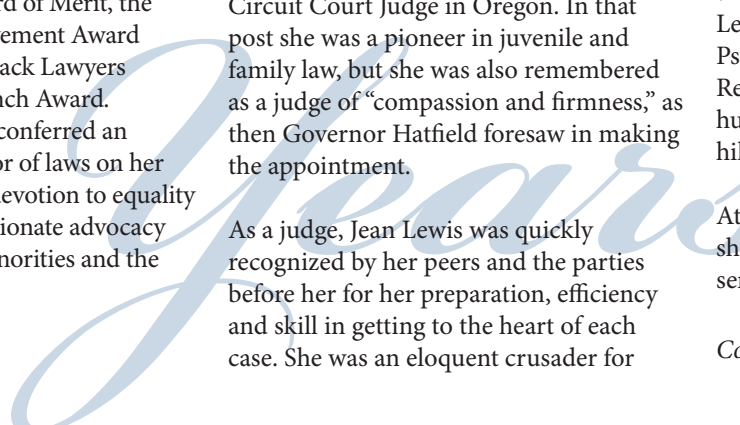 rd of Merit, the
ement Award
ack Lawyers
nch Award.
conferred an
r of laws on her
devotion to equality
ionate advocacy
norities and the
Circuit Court Judge in Oregon. In that
post she was a pioneer in juvenile and
family law, but she was also remembered
as a judge of “compassion and firmness,” as
then Governor Hatfield foresaw in making
the appointment.
As a judge, Jean Lewis was quickly
recognized by her peers and the parties
before her for her preparation, efficiency
and skill in getting to the heart of each
case. She was an eloquent crusader for
Years
Le
Ps
Re
hu
hil
At
sh
ser
Co